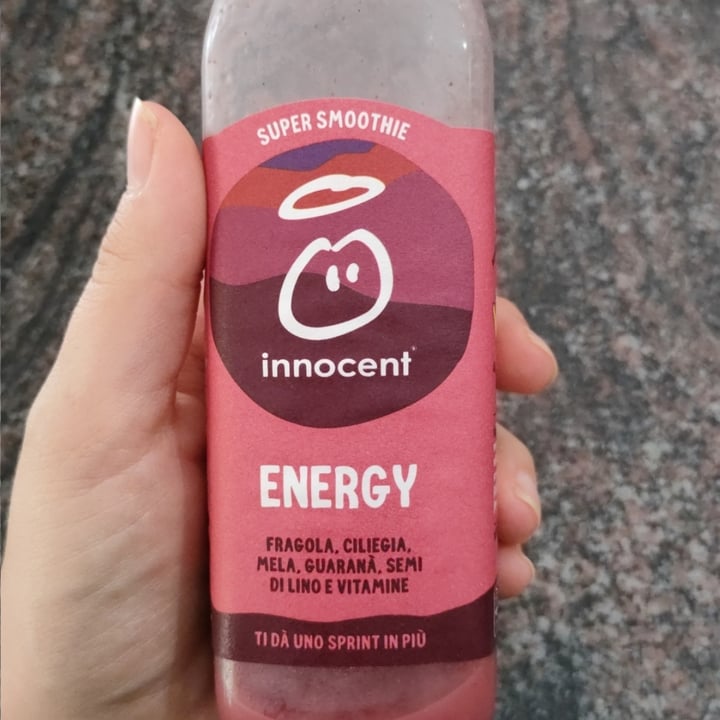 SUPER SMOOTHIE
innocent
ENERGY
FRAGOLA, CILIEGIA,
MELA, GUARANÀ, SEMI
DI LINO E VITAMINE
TI DÀ UNO SPRINT IN PIÙ